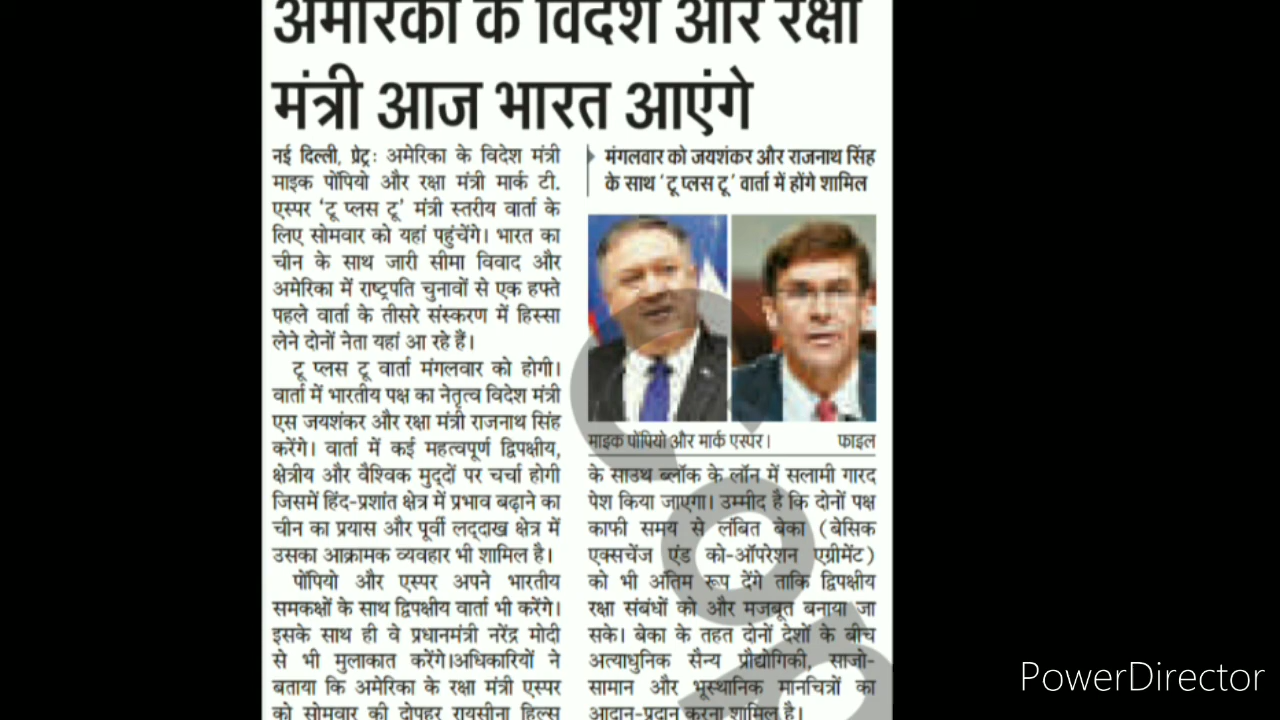 अमेरिका के विदेश और रक्षा
मंत्री आज भारत आएंगे
नई दिल्ली, प्रेट्र: अमेरिका के विदेश मंत्री
माइक पोंपियो और रक्षा मंत्री मार्क टी.
एस्पर ‘टू प्लस टू’ मंत्री स्तरीय वार्ता के
लिए सोमवार को यहां पहुंचेंगे। भारत का
चीन के साथ जारी सीमा विवाद और
अमेरिका में राष्ट्रपति चुनावों से एक हफ्ते
पहले वार्ता के तीसरे संस्करण में हिस्सा
लेने दोनों नेता यहां आ रहे हैं।
टू प्लस टू वार्ता मंगलवार को होगी।
वार्ता में भारतीय पक्ष का नेतृत्व विदेश मंत्री
एस जयशंकर और रक्षा मंत्री राजनाथ सिंह
करेंगे। वार्ता में कई महत्वपूर्ण द्विपक्षीय,
क्षेत्रीय और वैश्विक मुद्दों पर चर्चा होगी
जिसमें हिंद-प्रशांत क्षेत्र में प्रभाव बढ़ाने का
चीन का प्रयास और पूर्वी लद्दाख क्षेत्र में
उसका आक्रामक व्यवहार भी शामिल है।
पोंपियो और एस्पर अपने भारतीय
समकक्षों के साथ द्विपक्षीय वार्ता भी करेंगे।
इसके साथ ही वे प्रधानमंत्री नरेंद्र मोदी
से भी मुलाकात करेंगे।अधिकारियों ने
बताया कि अमेरिका के रक्षा मंत्री एस्पर
को सोमवार की दोपहर रायसीना हिल्स
मंगलवार को जयशंकर और राजनाथ सिंह
के साथ ‘टू प्लस टू’ वार्ता में होंगे शामिल
माइक पोंपियो और मार्क एस्पर। फाइल
के साउथ ब्लॉक के लॉन में सलामी गारद
पेश किया जाएगा। उम्मीद है कि दोनों पक्ष
काफी समय से लंबित बेका (बेसिक
एक्सचेंज एंड को-ऑपरेशन एग्रीमेंट)
को भी अंतिम रूप देंगे ताकि द्विपक्षीय
रक्षा संबंधों को और मजबूत बनाया जा
सके। बेका के तहत दोनों देशों के बीच
अत्याधुनिक सैन्य प्रौद्योगिकी, साजो-
सामान और भूस्थानिक मानचित्रों का
आदान-प्रदान करना शामिल है।
PowerDirector